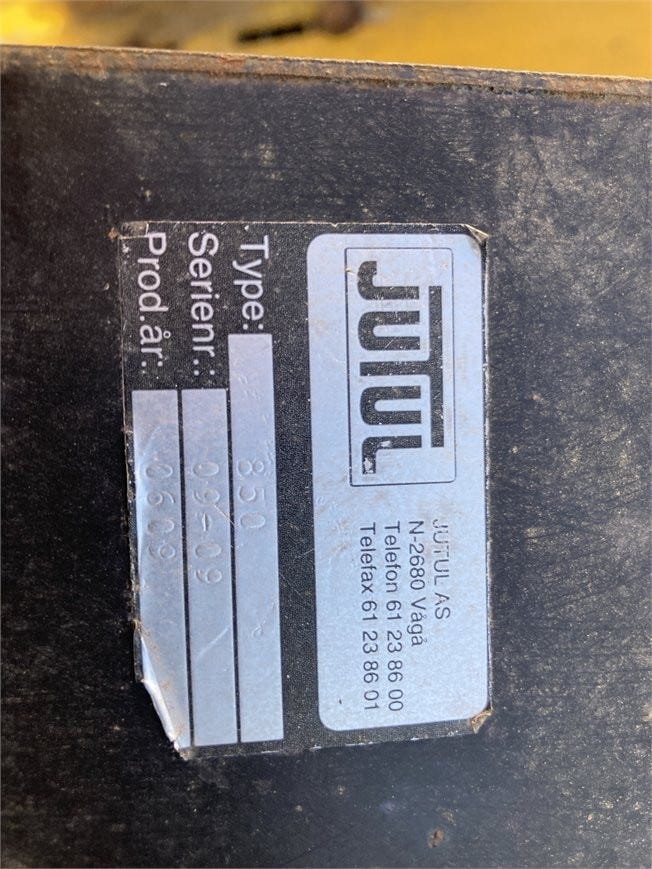 JUTUL
JUTUL AS
N-2680 Vågå
Telefon 61 23 86 00
Telefax 61 23 86 01
Type: 850
Serienr.: 09-09
Prod.år: 0609